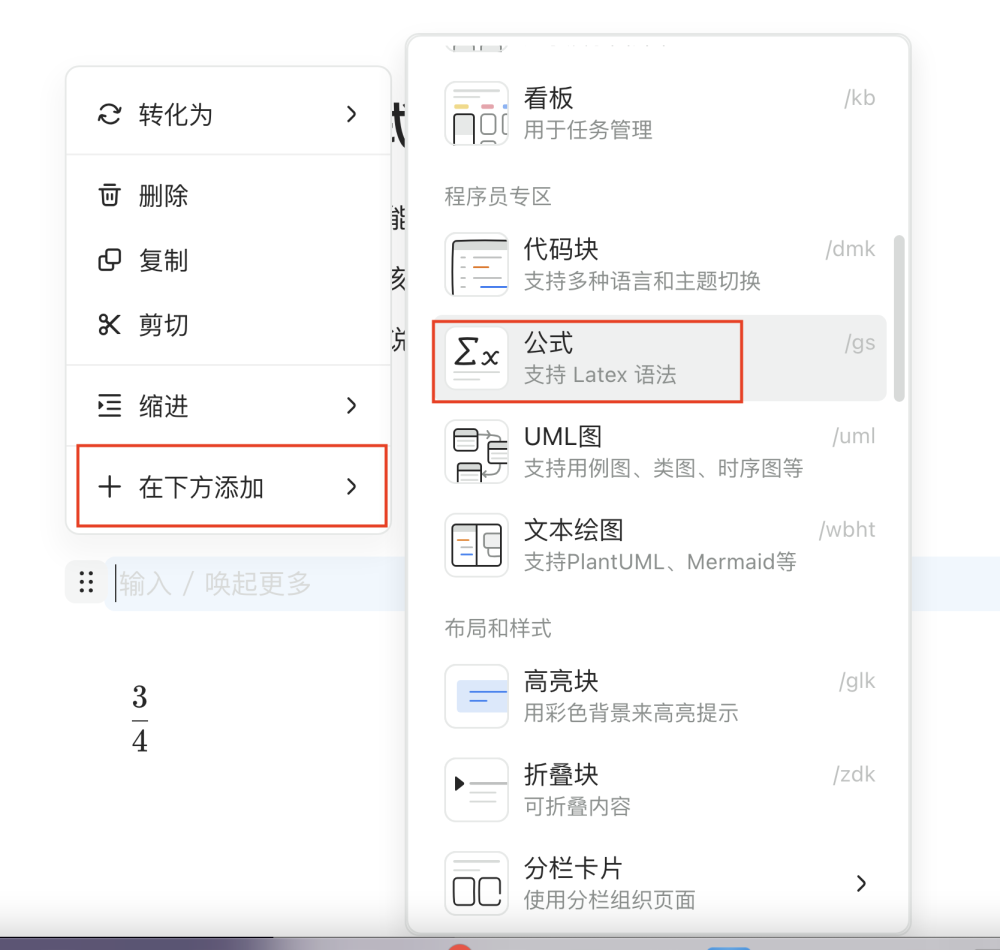 转化为
删除
复制
剪切
缩进
在下方添加
输入 / 唤起更多
3
4
看板
/kb
用于任务管理
程序员专区
代码块
/dmk
支持多种语言和主题切换
Σx
公式
/gs
支持 Latex 语法
UML图
/uml
支持用例图、类图、时序图等
文本绘图
/wbht
支持PlantUML、Mermaid等
布局和样式
高亮块
/glk
用彩色背景来高亮提示
折叠块
/zdk
可折叠内容
分栏卡片
使用分栏组织页面